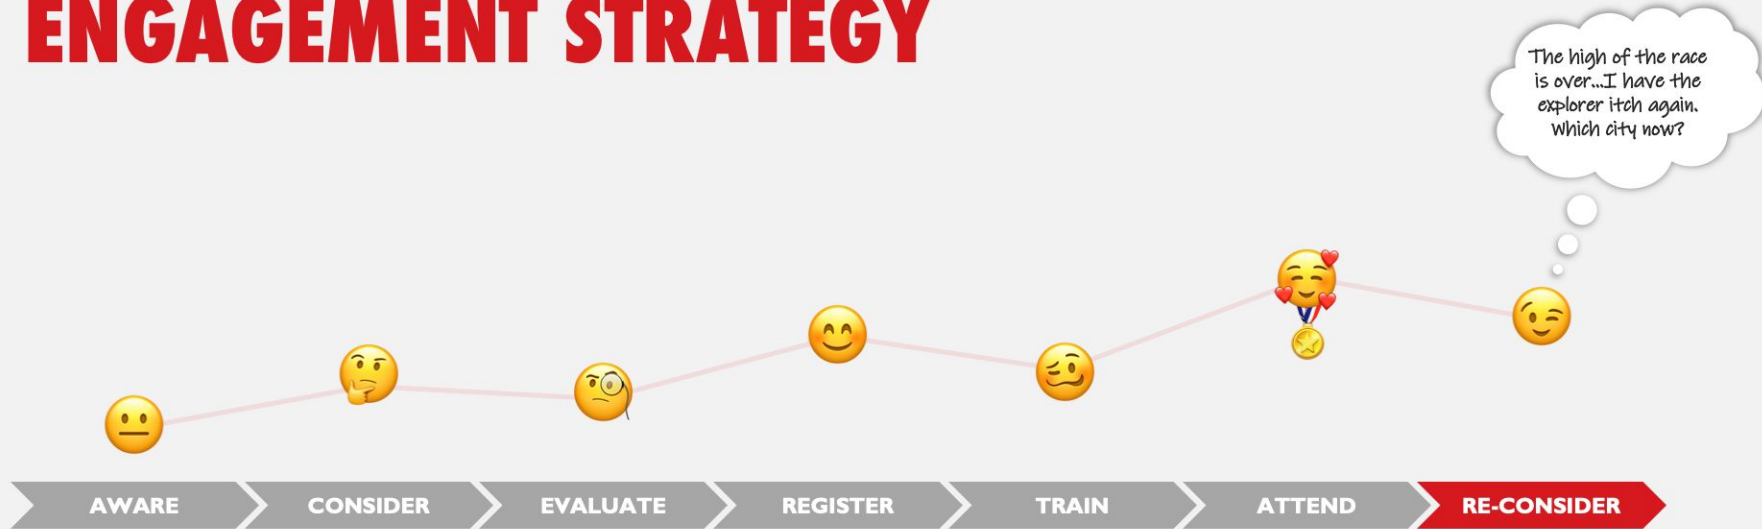 ENGAGEMENT STRATEGY
The high of the race
is over...I have the
explorer itch again.
Which city now?
AWARE
CONSIDER
EVALUATE
REGISTER
TRAIN
ATTEND
RE-CONSIDER